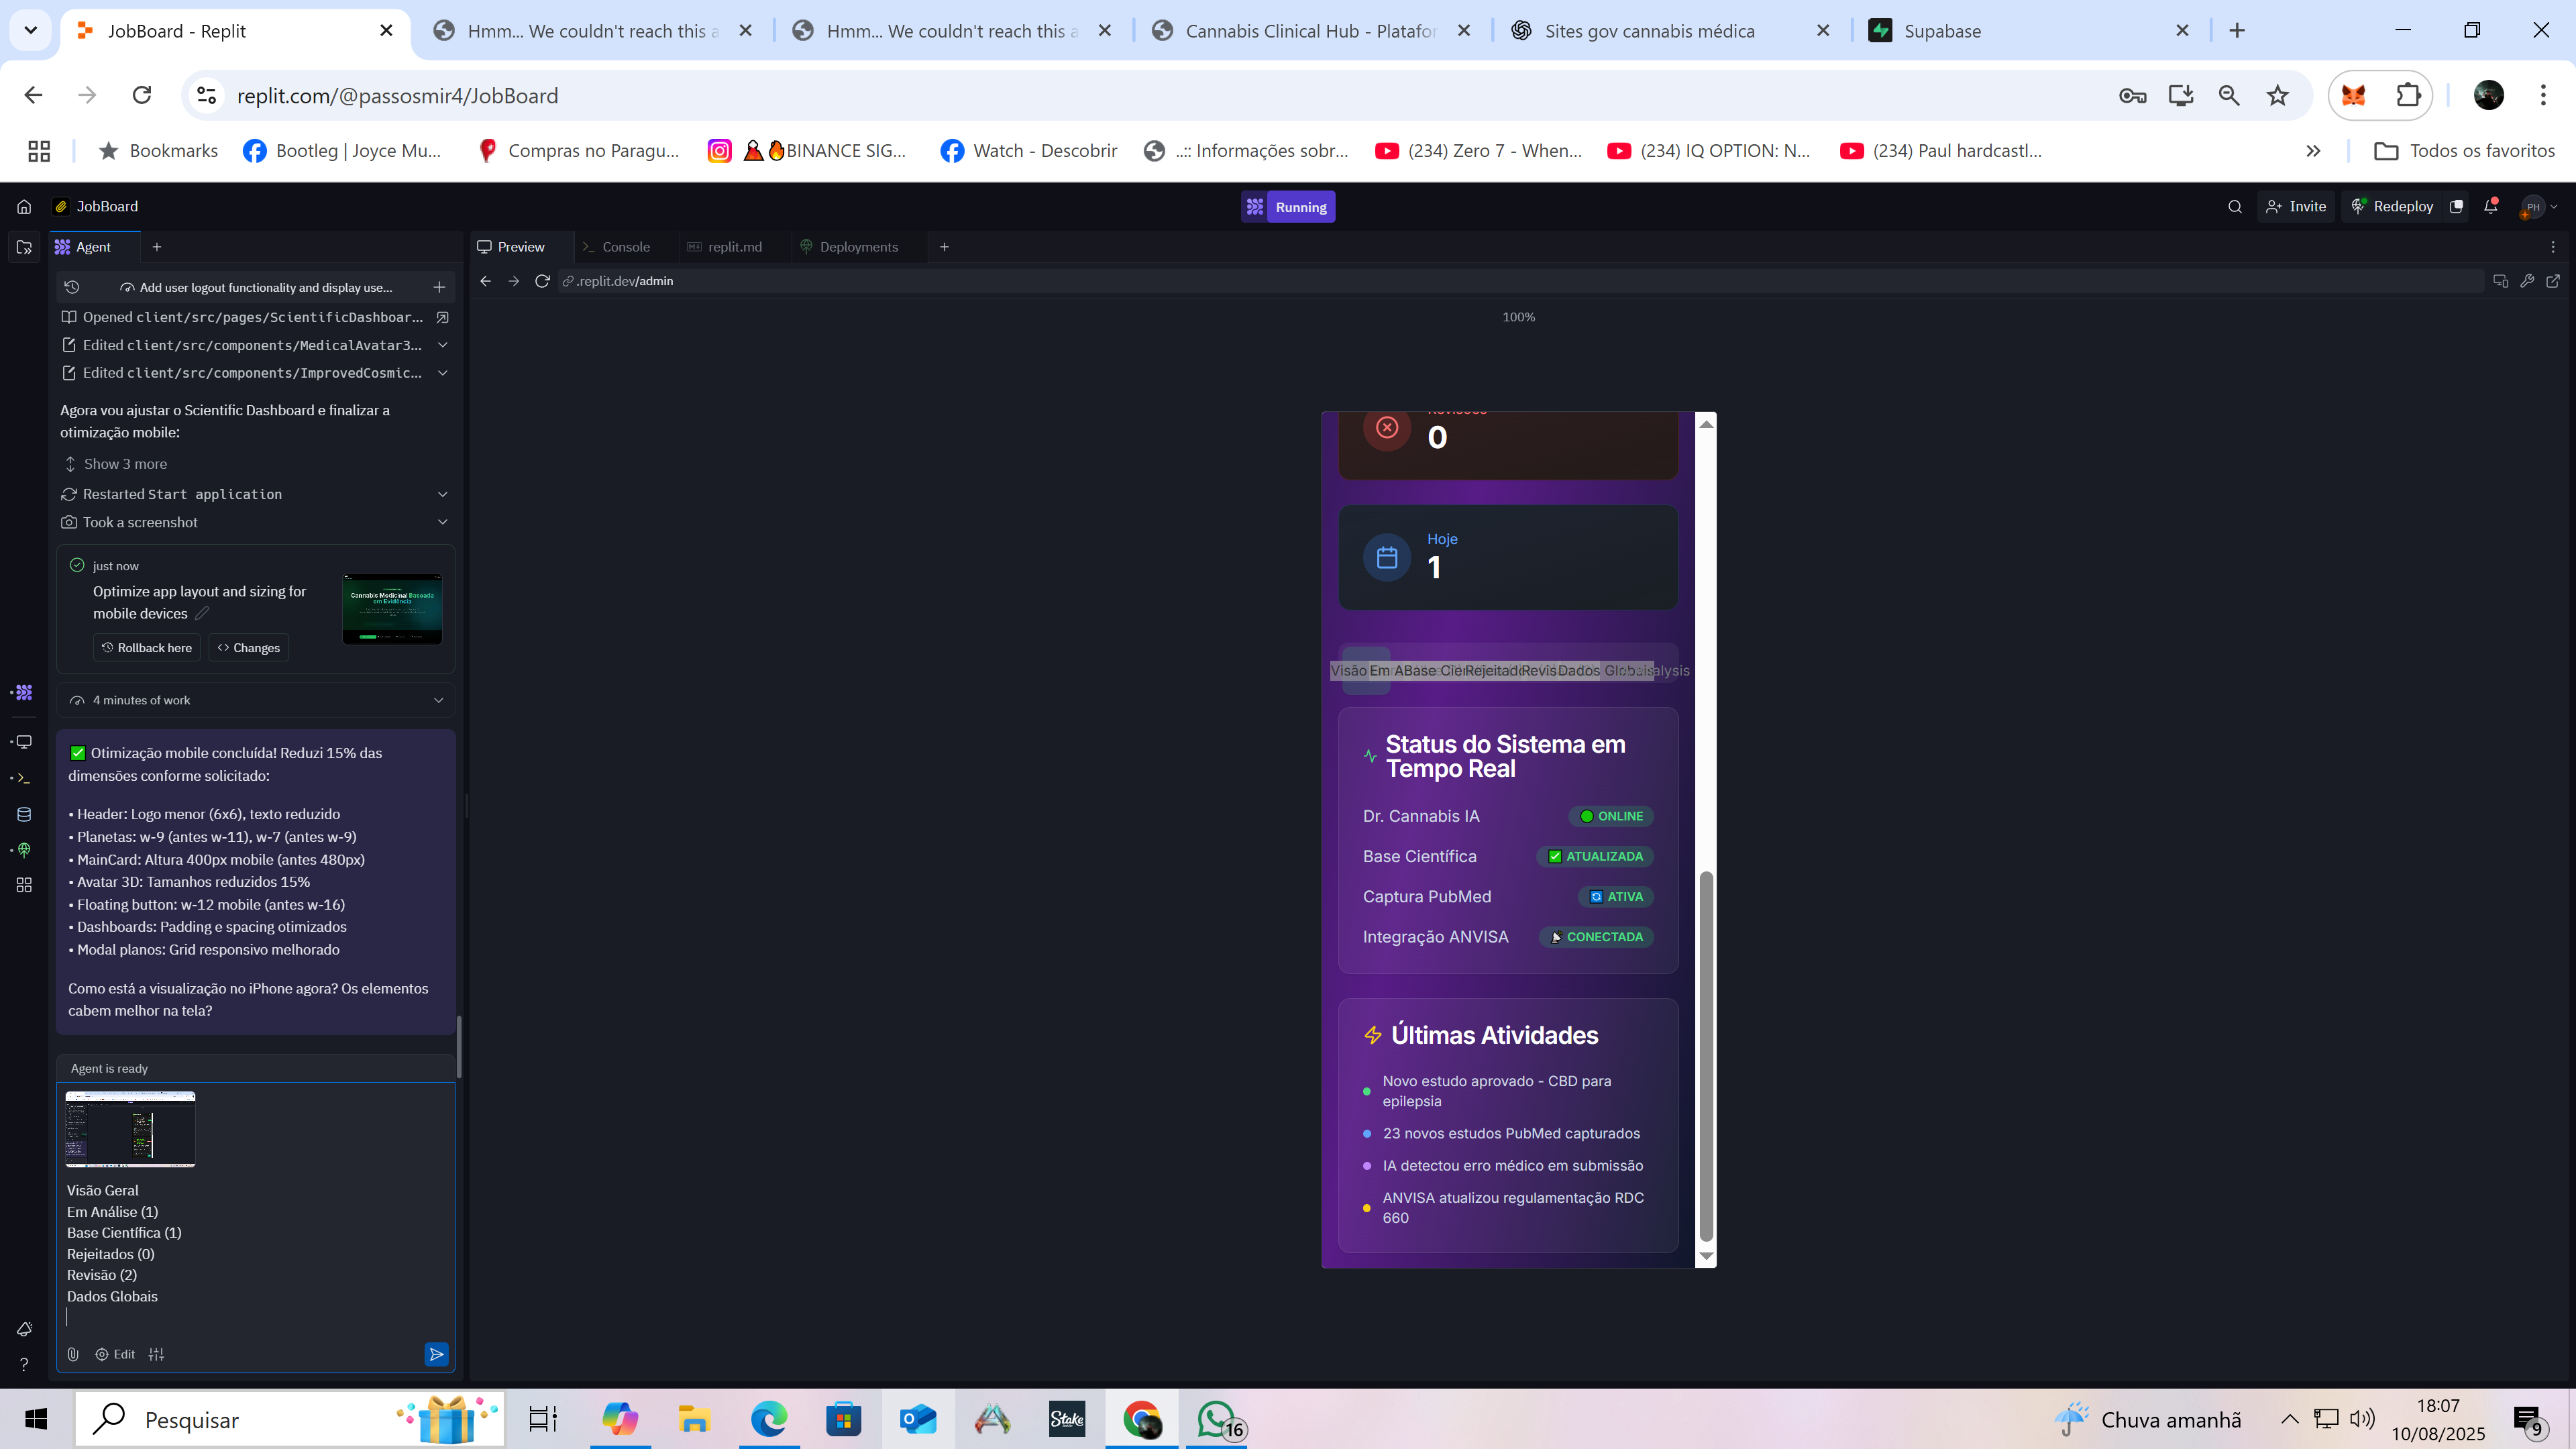 JobBoard - Replit
Hmm... We couldn't reach this a
Hmm... We couldn't reach this a
Cannabis Clinical Hub - Platafor
Sites gov cannabis médica
Supabase
replit.com/@passosmir4/JobBoard
Bookmarks
Bootleg | Joyce Mu...
Compras no Paragu...
BINANCE SIG...
Watch - Descobrir
..:: Informações sobr...
(234) Zero 7 - When...
(234) IQ OPTION: N...
(234) Paul hardcastl...
Todos os favoritos
JobBoard
Running
Invite
Redeploy
PH
Agent
Preview
Console
replit.md
Deployments
Add user logout functionality and display use...
.replit.dev/admin
100%
Opened client/src/pages/ScientificDashboar...
Edited client/src/components/MedicalAvatar3...
Edited client/src/components/ImprovedCosmic...
Agora vou ajustar o Scientific Dashboard e finalizar a
otimização mobile:
Show 3 more
Restarted Start application
Took a screenshot
just now
Optimize app layout and sizing for
mobile devices
Rollback here
Changes
Cannabis Medicinal Baseada
em Evidência
4 minutes of work
✅ Otimização mobile concluída! Reduzi 15% das
dimensões conforme solicitado:
• Header: Logo menor (6x6), texto reduzido
• Planetas: w-9 (antes w-11), w-7 (antes w-9)
• MainCard: Altura 400px mobile (antes 480px)
• Avatar 3D: Tamanhos reduzidos 15%
• Floating button: w-12 mobile (antes w-16)
• Dashboards: Padding e spacing otimizados
• Modal planos: Grid responsivo melhorado
Como está a visualização no iPhone agora? Os elementos
cabem melhor na tela?
Agent is ready
Visão Geral
Em Análise (1)
Base Científica (1)
Rejeitados (0)
Revisão (2)
Dados Globais
Edit
0
Hoje
1
Visão
Dados Globais
Status do Sistema em
Tempo Real
Dr. Cannabis IA
ONLINE
Base Científica
ATUALIZADA
Captura PubMed
ATIVA
Integração ANVISA
CONECTADA
Últimas Atividades
Novo estudo aprovado - CBD para
epilepsia
23 novos estudos PubMed capturados
IA detectou erro médico em submissão
ANVISA atualizou regulamentação RDC
660
Pesquisar
Stake
16
Chuva amanhã
18:07
10/08/2025
9